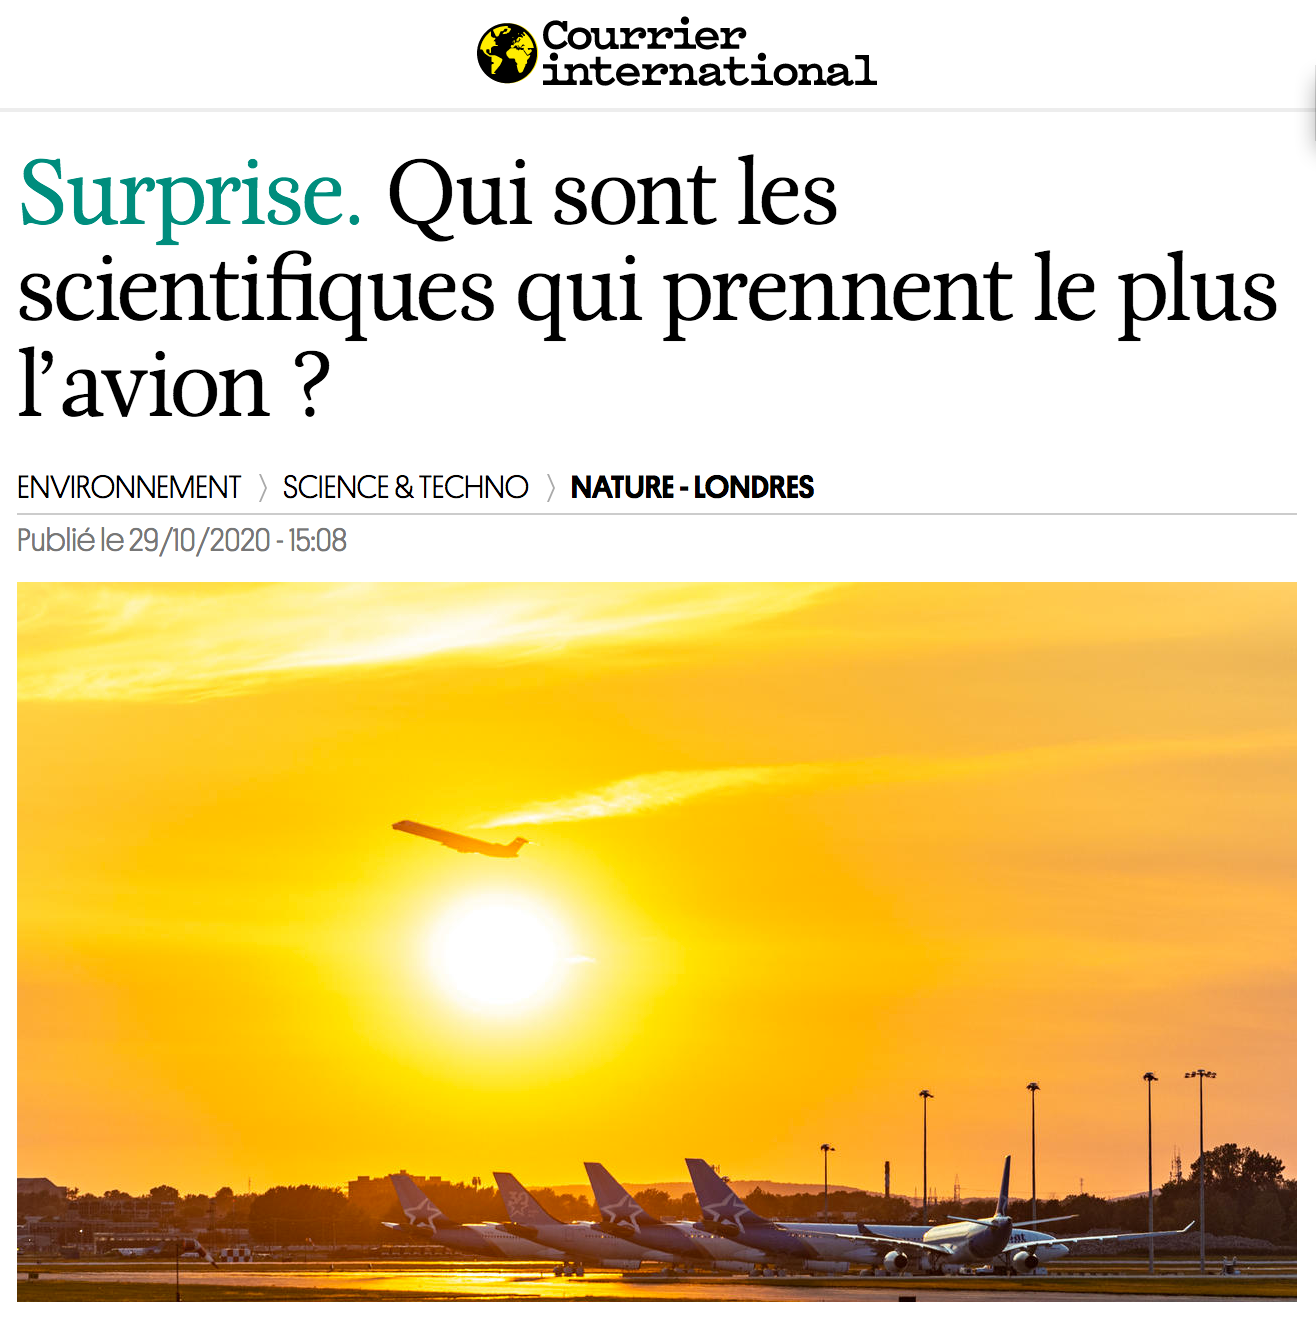 Courrier
international
Surprise. Qui sont les
scientifiques qui prennent le plus
l’avion ?
ENVIRONNEMENT 〉 SCIENCE & TECHNO 〉 NATURE - LONDRES
Publié le 29/10/2020 - 15:08